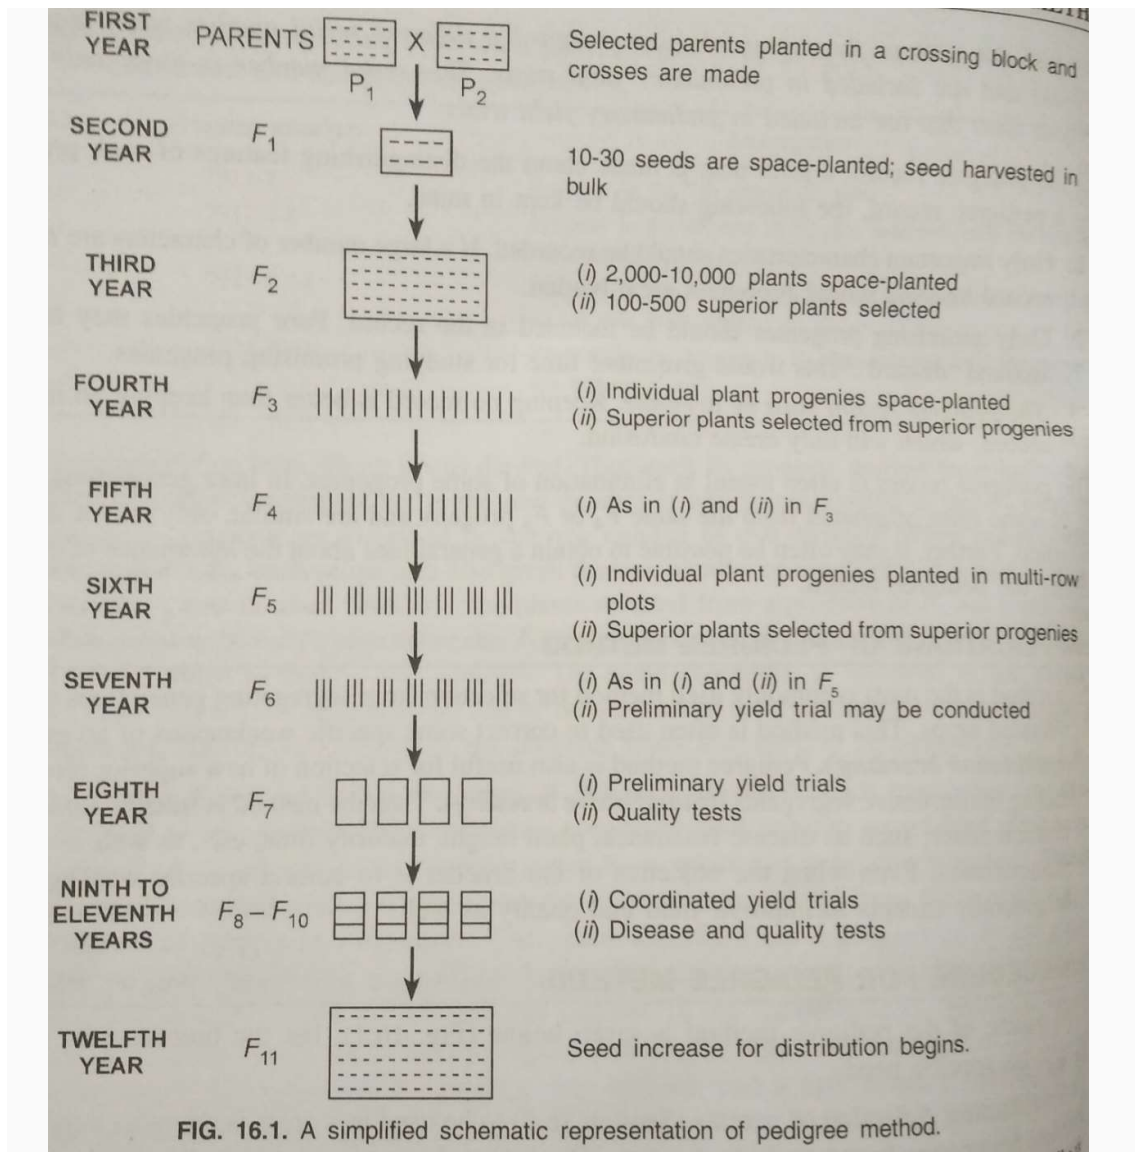 FIRST YEAR PARENTS P1 X P2 Selected parents planted in a crossing block and
crosses are made
SECOND YEAR F1 10-30 seeds are space-planted; seed harvested in
bulk
THIRD YEAR F2 (i) 2,000-10,000 plants space-planted
(ii) 100-500 superior plants selected
FOURTH YEAR F3 (i) Individual plant progenies space-planted
(ii) Superior plants selected from superior progenies
FIFTH YEAR F4 (i) As in (i) and (ii) in F3
SIXTH YEAR F5 (i) Individual plant progenies planted in multi-row
plots
(ii) Superior plants selected from superior progenies
SEVENTH YEAR F6 (i) As in (i) and (ii) in F5
(ii) Preliminary yield trial may be conducted
EIGHTH YEAR F7 (i) Preliminary yield trials
(ii) Quality tests
NINTH TO ELEVENTH YEARS F8 – F10 (i) Coordinated yield trials
(ii) Disease and quality tests
TWELFTH YEAR F11 Seed increase for distribution begins.
FIG. 16.1. A simplified schematic representation of pedigree method.